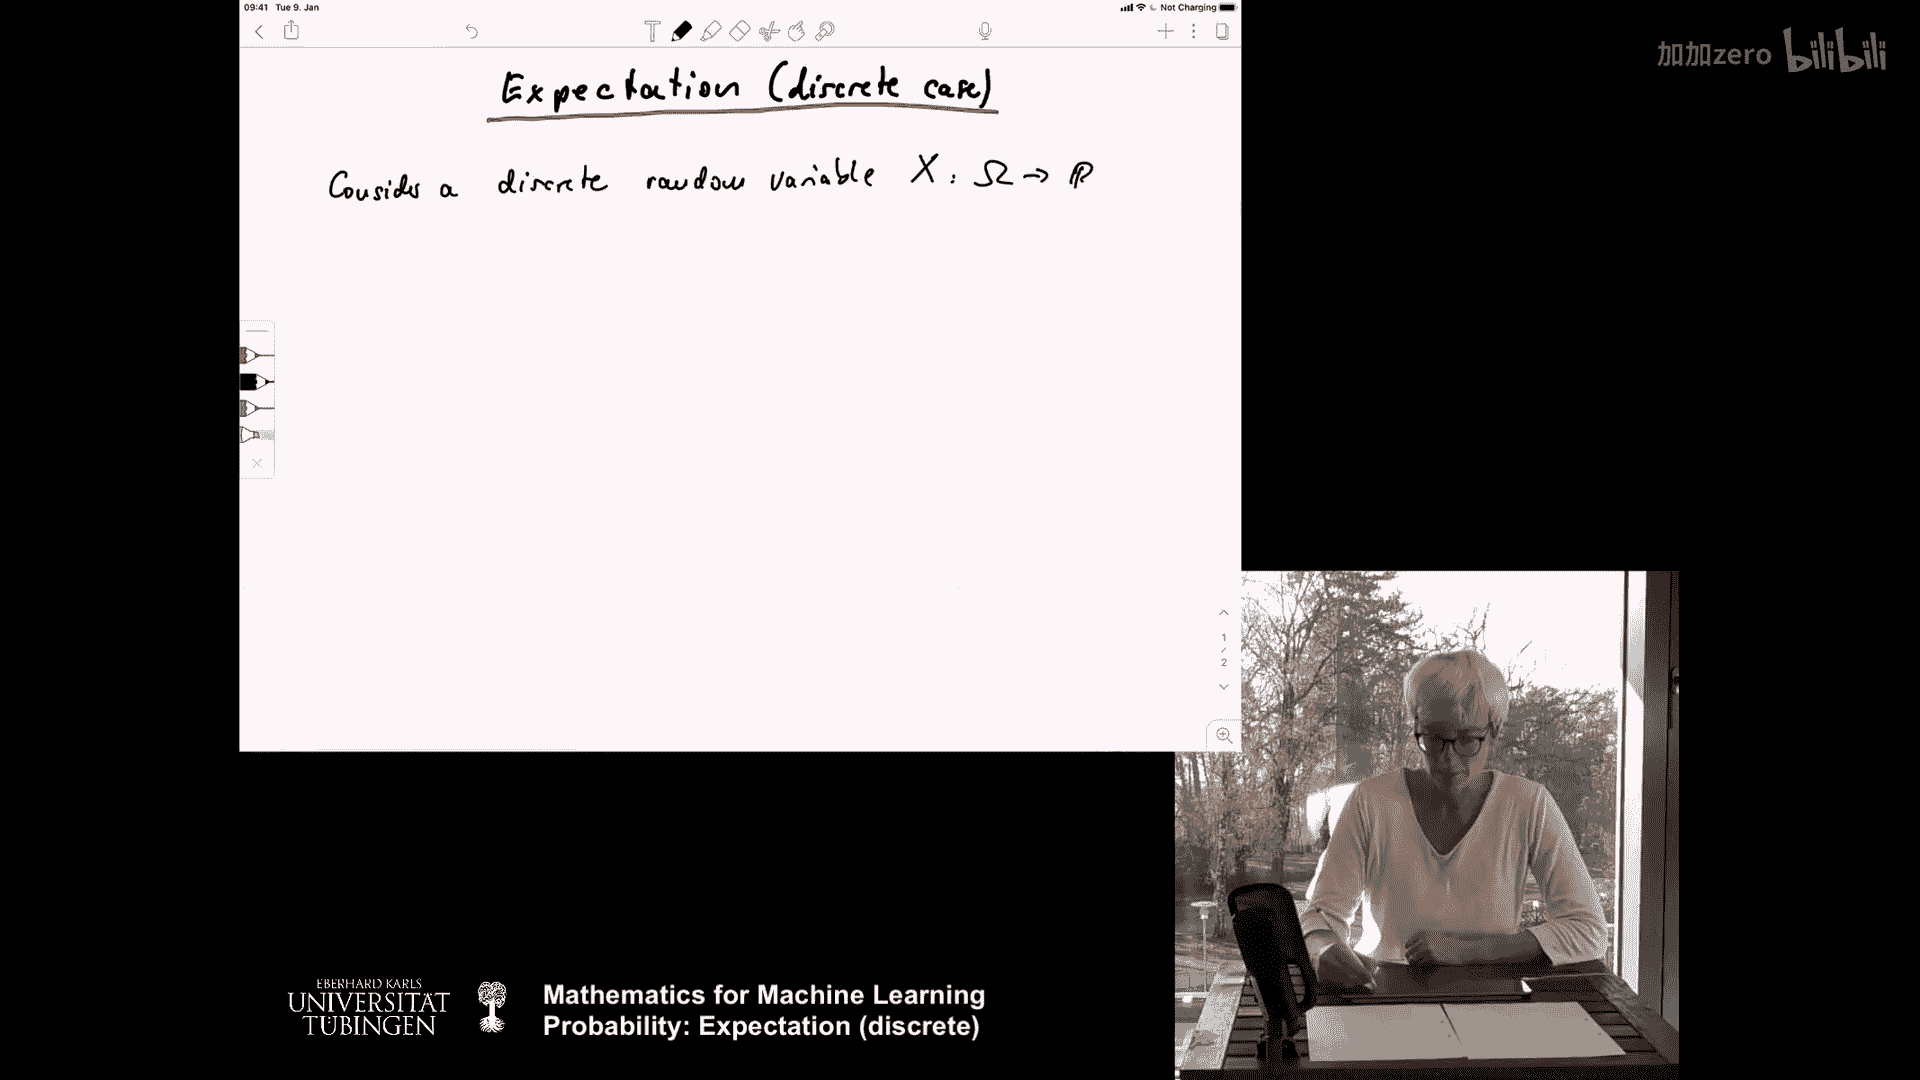 09:41 Tue 9. Jan
Not Charging
加加zero bilibili
Expectation (discrete case)
Consider a discrete random variable X : Ω → ℝ
1
/
2
EBERHARD KARLS
UNIVERSITÄT
TÜBINGEN
Mathematics for Machine Learning
Probability: Expectation (discrete)